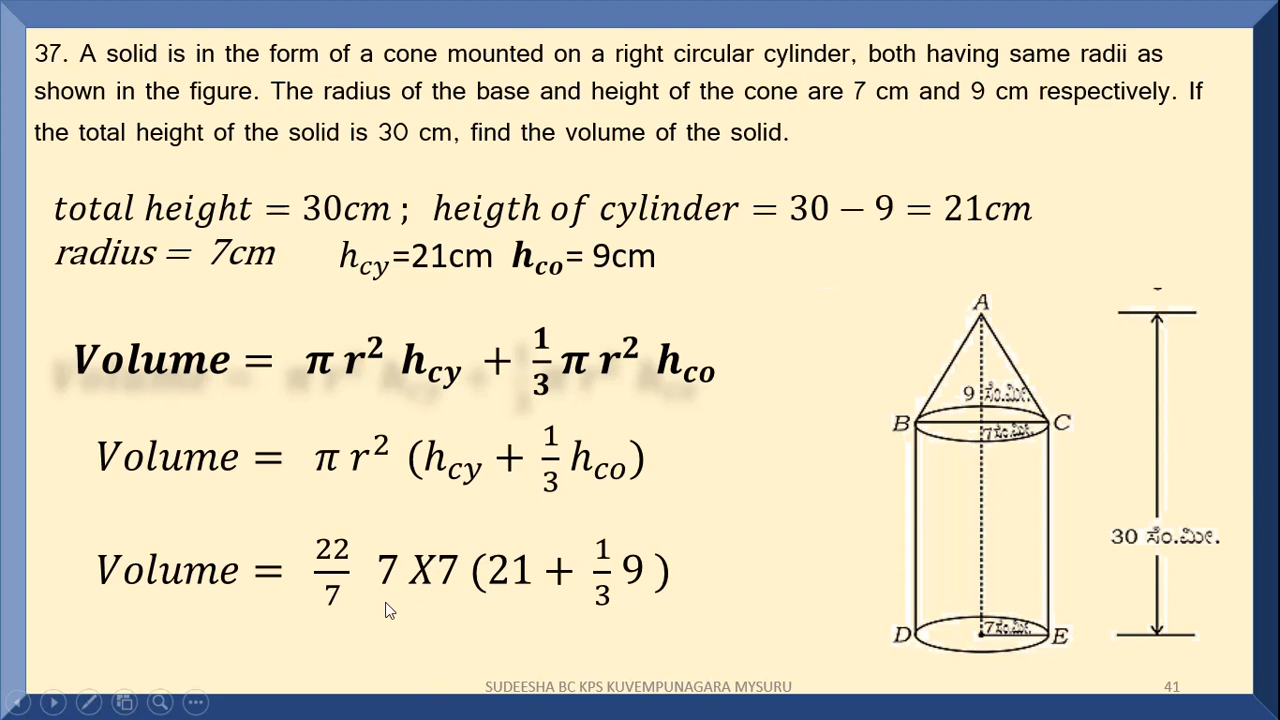 37. A solid is in the form of a cone mounted on a right circular cylinder, both having same radii as
shown in the figure. The radius of the base and height of the cone are 7 cm and 9 cm respectively. If
the total height of the solid is 30 cm, find the volume of the solid.
total height = 30cm ; heigth of cylinder = 30 − 9 = 21cm
radius = 7cm h_cy=21cm h_co= 9cm
Volume = π r² h_cy + 1/3 π r² h_co
Volume = π r² (h_cy + 1/3 h_co)
Volume = 22/7 7 X7 (21 + 1/3 9 )
A
9 ಸೆಂ.ಮೀ.
B C
7ಸೆಂ.ಮೀ.
30 ಸೆಂ.ಮೀ.
D 7ಸೆಂ.ಮೀ. E
SUDEESHA BC KPS KUVEMPUNAGARA MYSURU 41